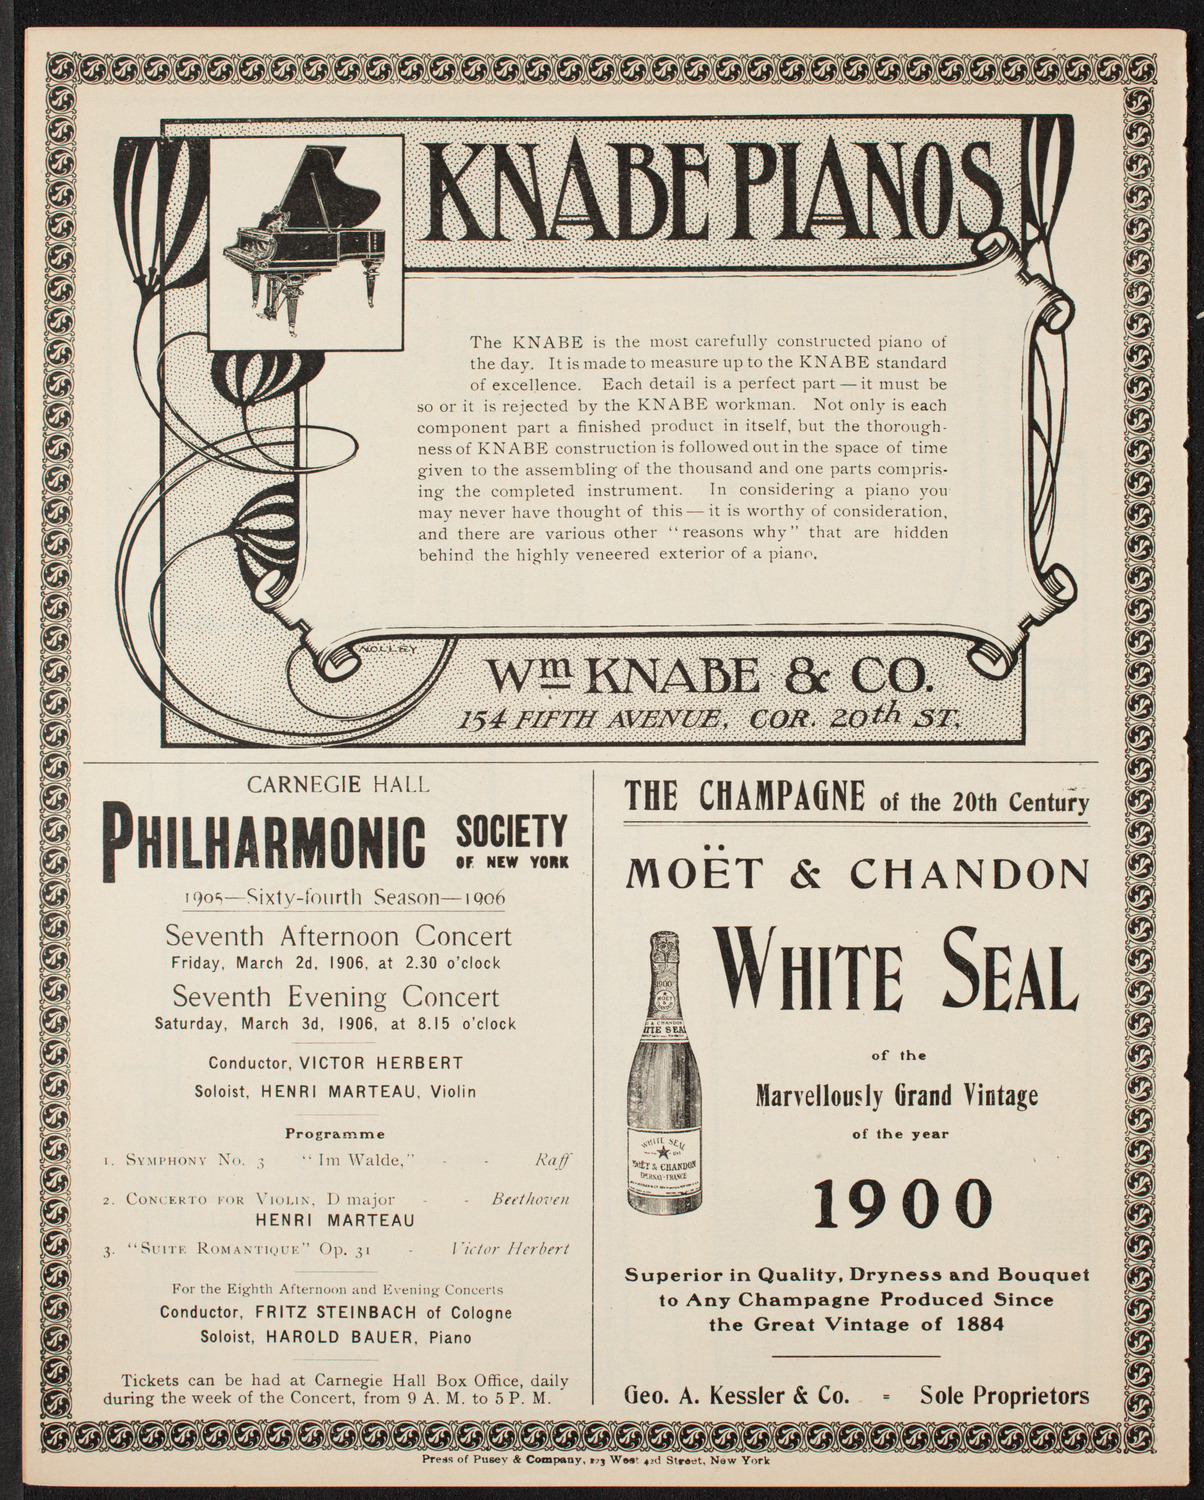 KNABE PIANOS
The KNABE is the most carefully constructed piano of
the day. It is made to measure up to the KNABE standard
of excellence. Each detail is a perfect part — it must be
so or it is rejected by the KNABE workman. Not only is each
component part a finished product in itself, but the thorough-
ness of KNABE construction is followed out in the space of time
given to the assembling of the thousand and one parts compris-
ing the completed instrument. In considering a piano you
may never have thought of this — it is worthy of consideration,
and there are various other "reasons why" that are hidden
behind the highly veneered exterior of a piano.
NOLLEY
Wm KNABE & CO.
154 FIFTH AVENUE, COR. 20th ST.
CARNEGIE HALL
PHILHARMONIC SOCIETY
OF NEW YORK
1905—Sixty-fourth Season—1906
Seventh Afternoon Concert
Friday, March 2d, 1906, at 2.30 o'clock
Seventh Evening Concert
Saturday, March 3d, 1906, at 8.15 o'clock
Conductor, VICTOR HERBERT
Soloist, HENRI MARTEAU, Violin
Programme
1. SYMPHONY NO. 3 "Im Walde," - - Raff
2. CONCERTO FOR VIOLIN, D major - - Beethoven
HENRI MARTEAU
3. "SUITE ROMANTIQUE" Op. 31 - Victor Herbert
For the Eighth Afternoon and Evening Concerts
Conductor, FRITZ STEINBACH of Cologne
Soloist, HAROLD BAUER, Piano
Tickets can be had at Carnegie Hall Box Office, daily
during the week of the Concert, from 9 A. M. to 5 P. M.
THE CHAMPAGNE of the 20th Century
MOËT & CHANDON
WHITE SEAL
of the
Marvellously Grand Vintage
of the year
1900
1900
MOËT
& CHANDON
WHITE SEAL
WHITE SEAL
MOËT & CHANDON
EPERNAY-FRANCE
Superior in Quality, Dryness and Bouquet
to Any Champagne Produced Since
the Great Vintage of 1884
Geo. A. Kessler & Co. = Sole Proprietors
Press of Pusey & Company, 123 West 42d Street, New York